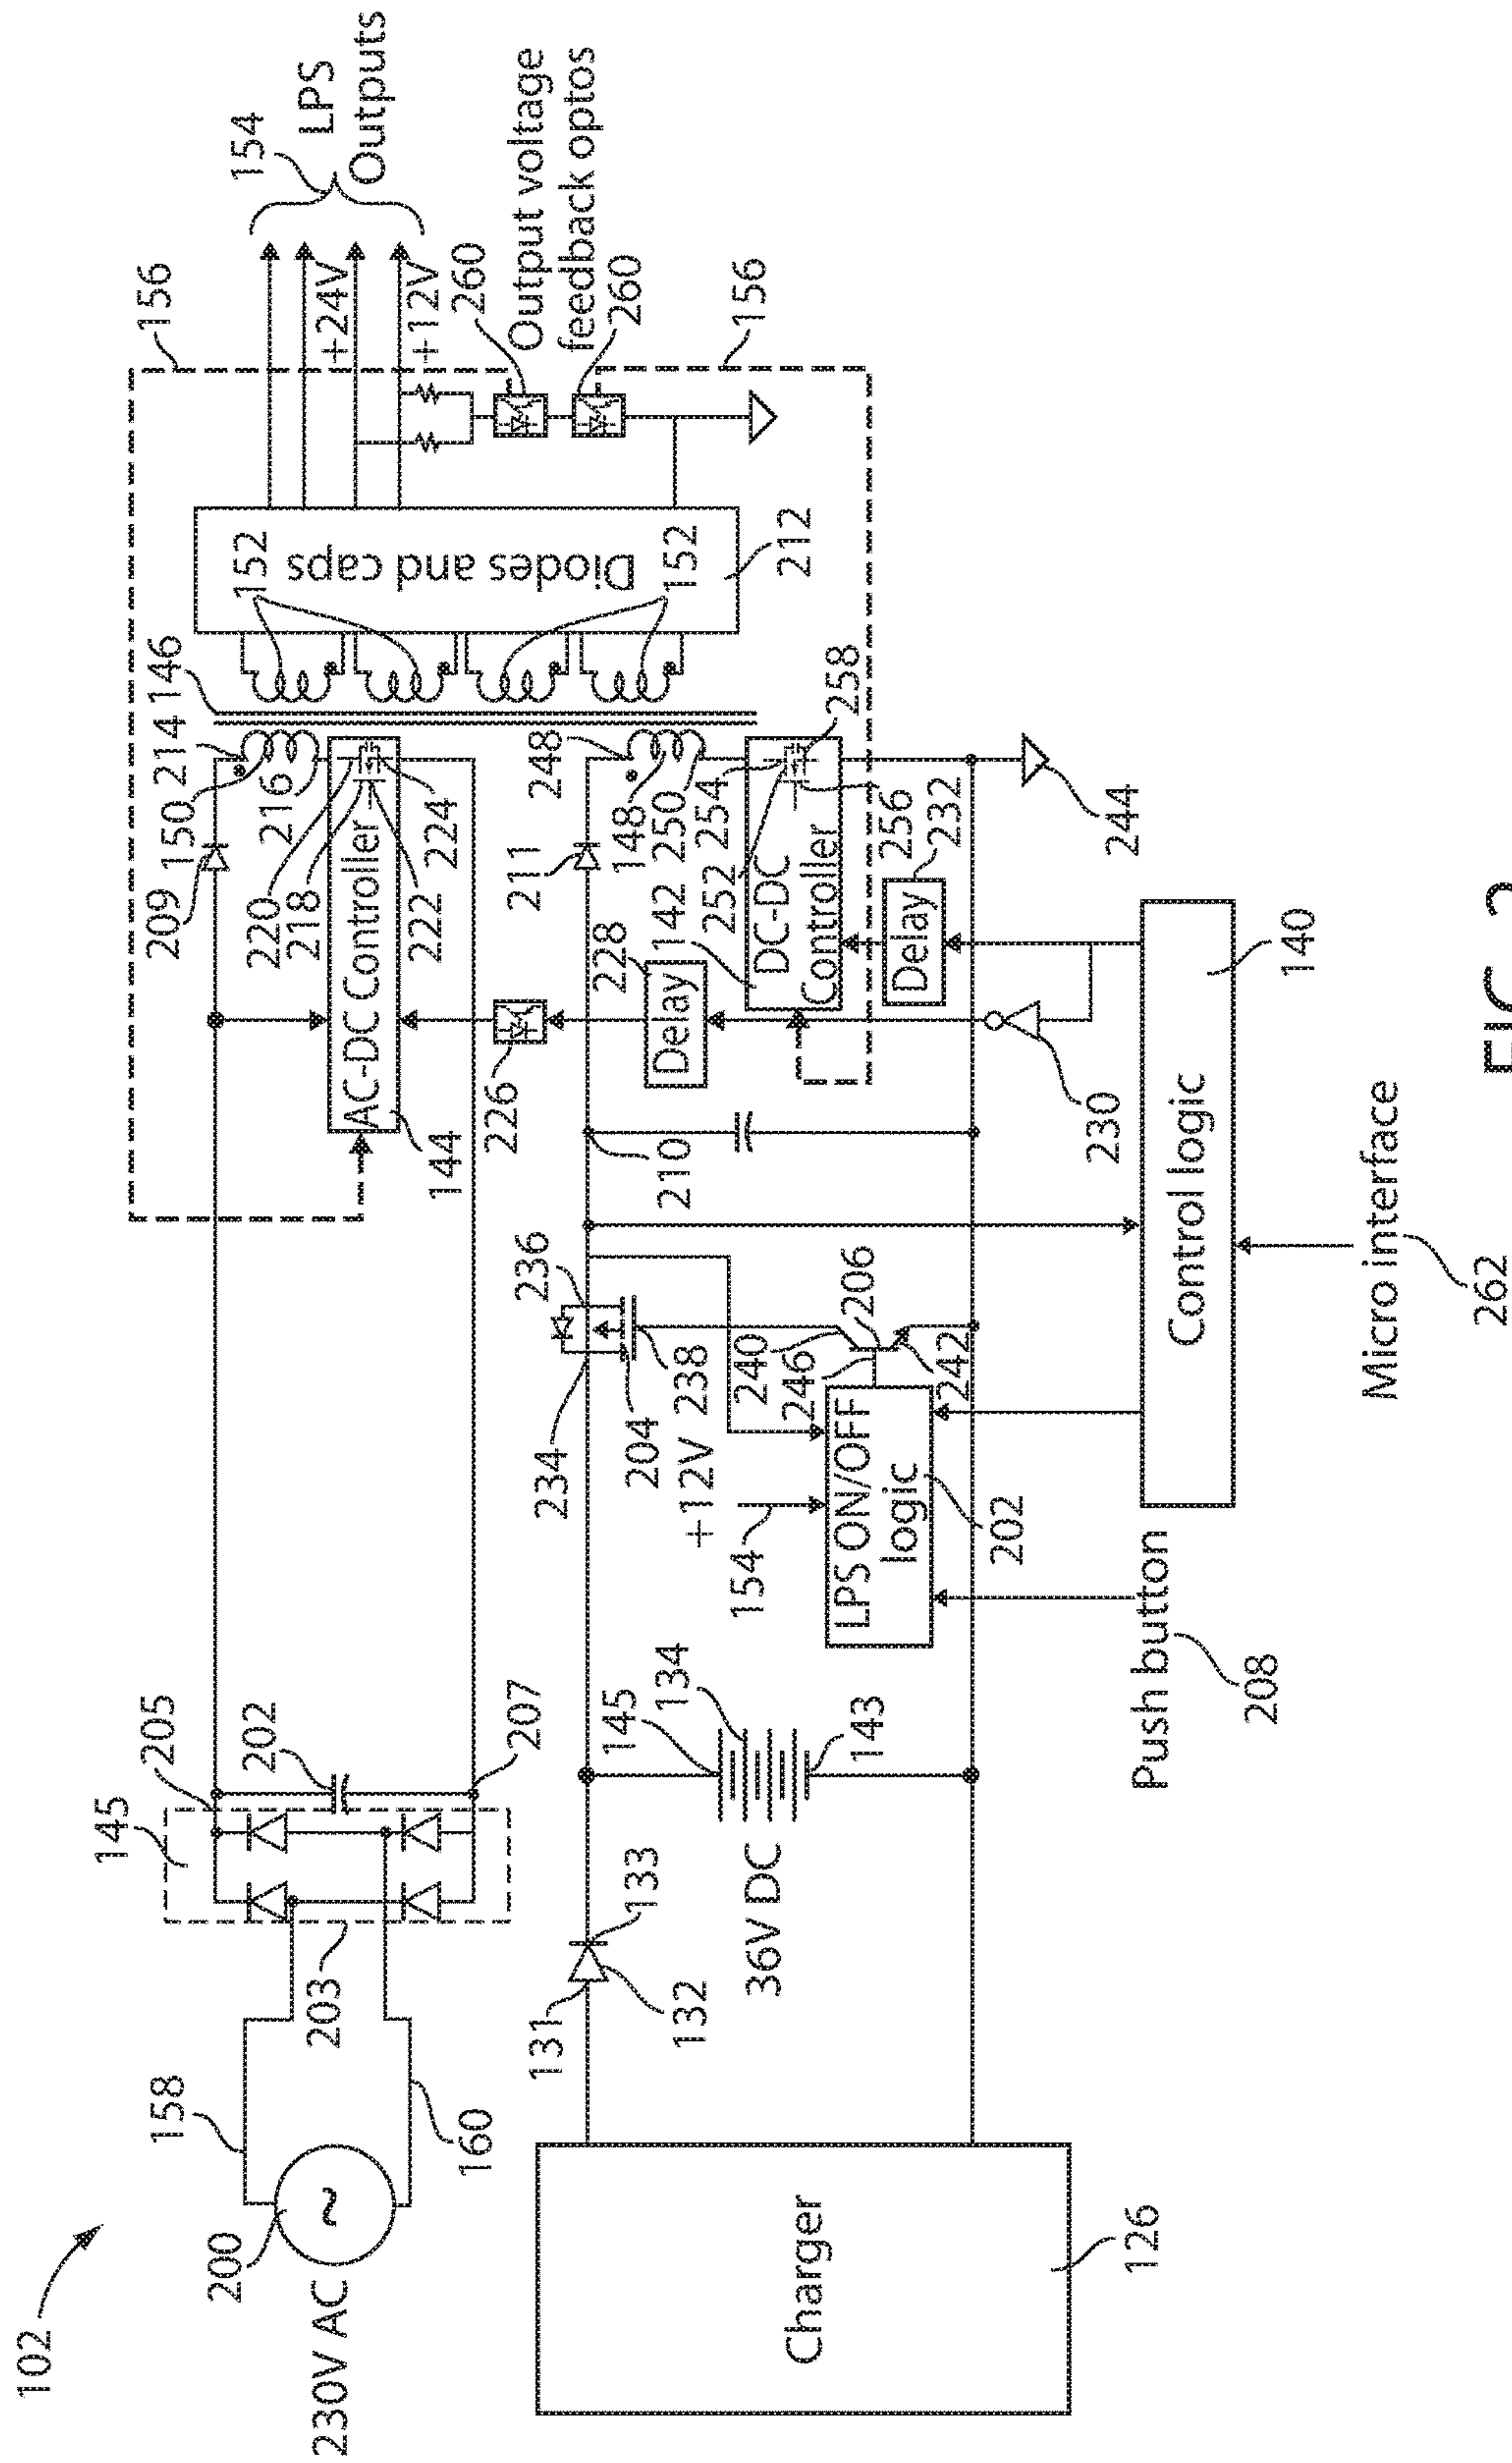 102
200
230V AC
158
160
145
203
205
202
207
156
154
LPS
Outputs
+24V
+12V
260
Output voltage
feedback optos
260
156
209
150
214
146
216
220
218
222
224
AC-DC Controller
144
152
Diodes and caps
152
212
226
228
Delay
211
248
148
250
142
254
252
258
DC-DC
Controller
256
232
Delay
244
131
133
132
145
134
36V DC
143
234
236
204
238
210
+12V
154
240
246
206
242
LPS ON/OFF
logic
202
Charger
126
Push button
208
230
Control logic
140
Micro interface
262
FIG.